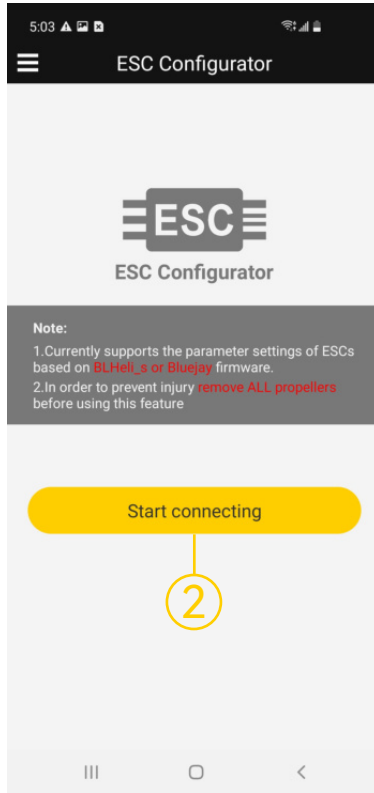 5:03
ESC Configurator
ESC
ESC Configurator
Note:
1.Currently supports the parameter settings of ESCs
based on BLHeli_s or Bluejay firmware.
2.In order to prevent injury remove ALL propellers
before using this feature
Start connecting
2